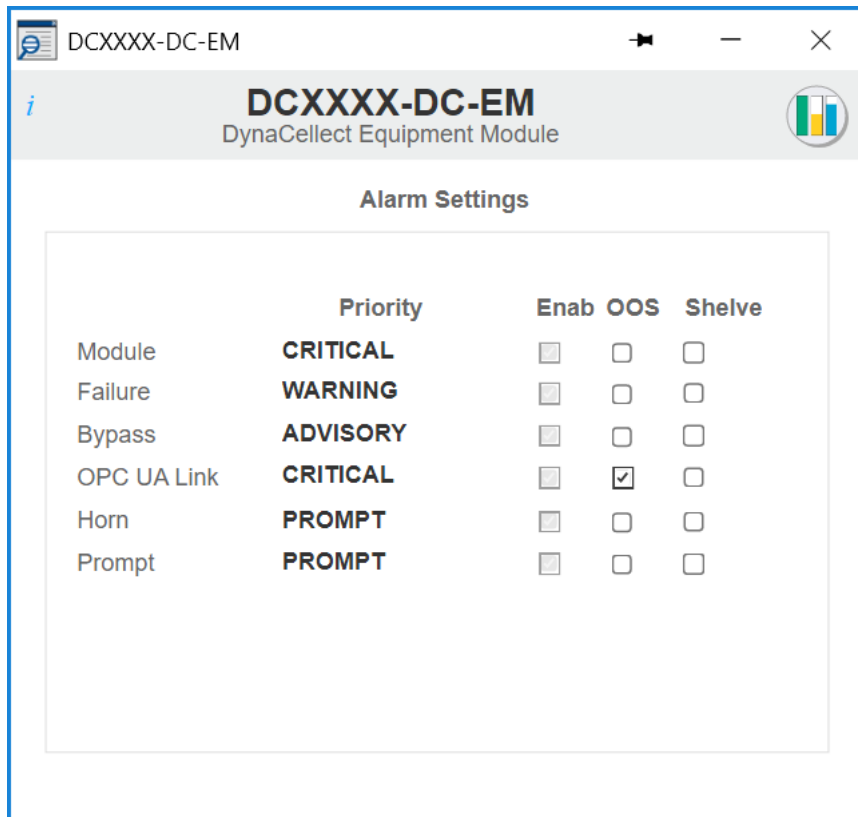 DCXXXX-DC-EM
i
DCXXXX-DC-EM
DynaCellect Equipment Module
Alarm Settings
Priority Enab OOS Shelve
Module CRITICAL
Failure WARNING
Bypass ADVISORY
OPC UA Link CRITICAL
Horn PROMPT
Prompt PROMPT